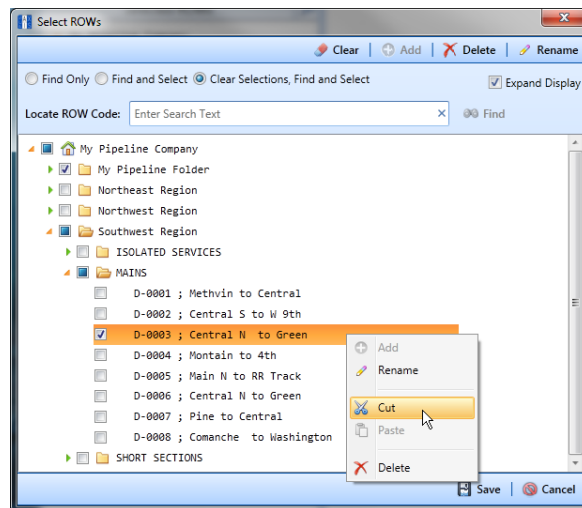 Select ROWs
Clear | Add | Delete | Rename
Find Only Find and Select Clear Selections, Find and Select Expand Display
Locate ROW Code: Enter Search Text Find
My Pipeline Company
My Pipeline Folder
Northeast Region
Northwest Region
Southwest Region
ISOLATED SERVICES
MAINS
D-0001 ; Methvin to Central
D-0002 ; Central S to W 9th
D-0003 ; Central N  to Green
D-0004 ; Montain to 4th
D-0005 ; Main N to RR Track
D-0006 ; Central N to Green
D-0007 ; Pine to Central
D-0008 ; Comanche  to Washington
SHORT SECTIONS
Add
Rename
Cut
Paste
Delete
Save | Cancel